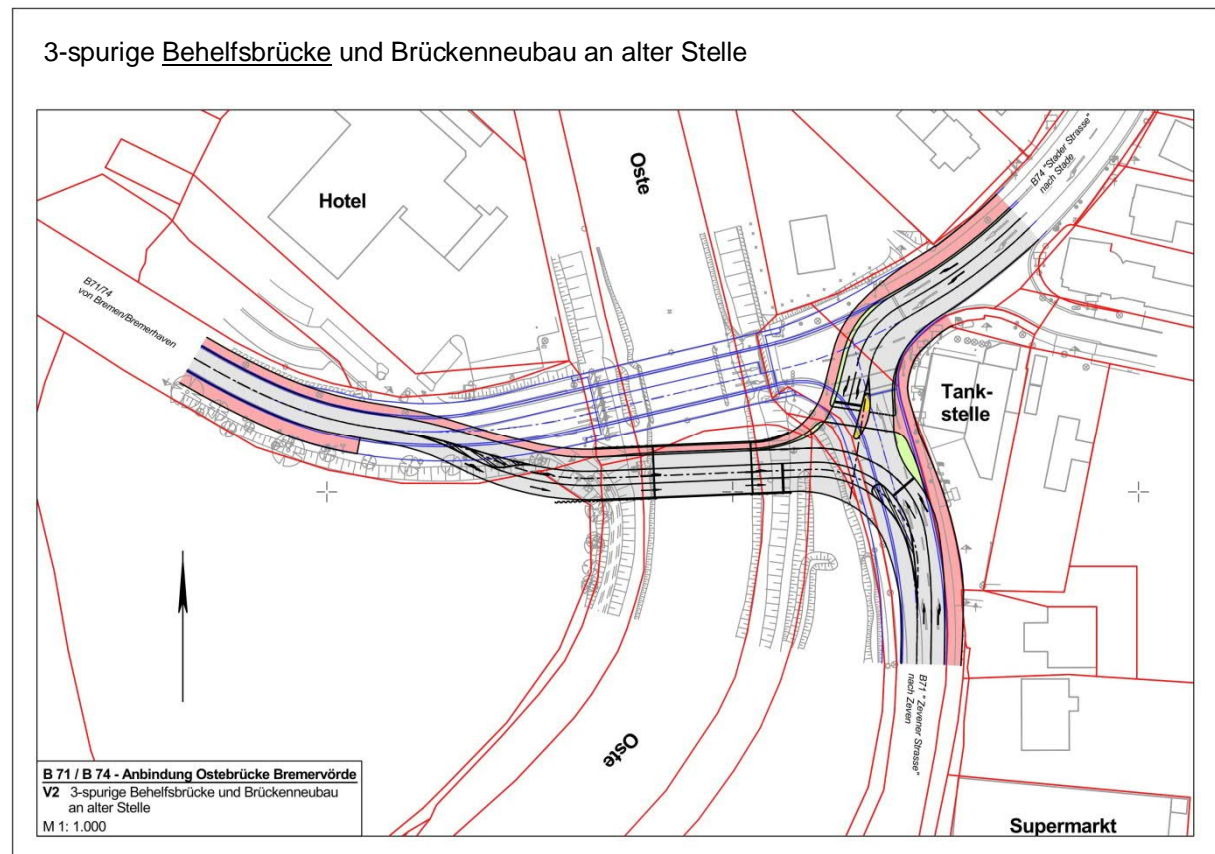 3-spurige Behelfsbrücke und Brückenneubau an alter Stelle
B74 "Stader Strasse"
nach Stade
Oste
Hotel
B71/74
von Bremen/Bremerhaven
Tank-
stelle
B71 " Zevener Strasse"
nach Zeven
Oste
B 71 / B 74 - Anbindung Ostebrücke Bremervörde
V2 3-spurige Behelfsbrücke und Brückenneubau
an alter Stelle
M 1: 1.000
Supermarkt